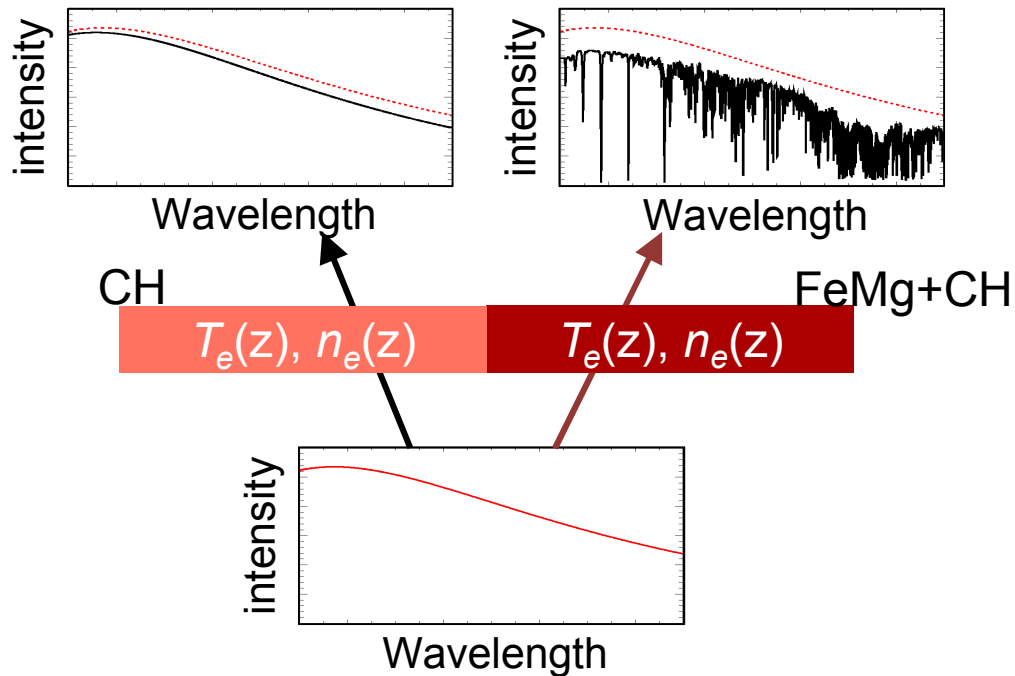 intensity
Wavelength
intensity
Wavelength
CH
FeMg+CH
Te(z), ne(z)
Te(z), ne(z)
intensity
Wavelength